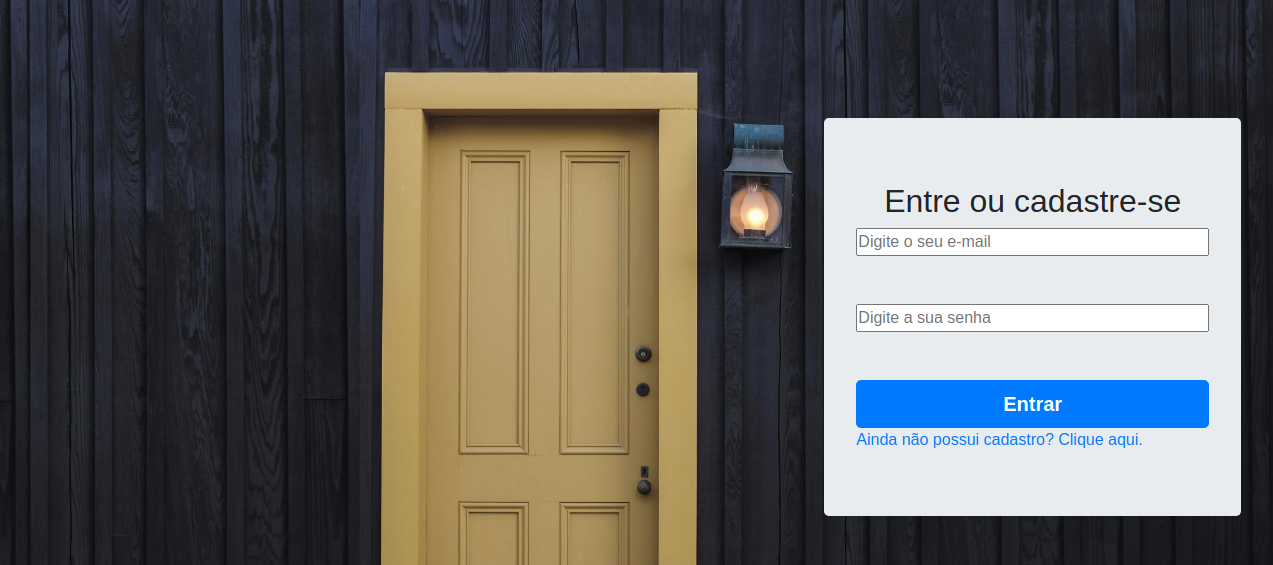 Entre ou cadastre-se
Digite o seu e-mail
Digite a sua senha
Entrar
Ainda não possui cadastro? Clique aqui.